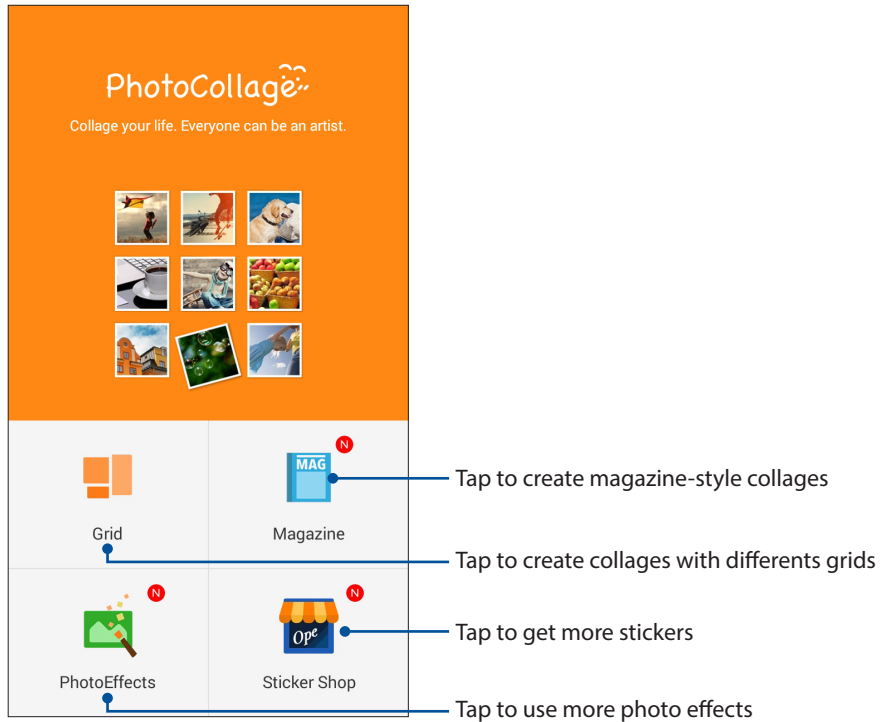 PhotoCollage
Collage your life. Everyone can be an artist.
N
MAG
Tap to create magazine-style collages
Grid
Magazine
Tap to create collages with differents grids
N
N
Ope
Tap to get more stickers
PhotoEffects
Sticker Shop
Tap to use more photo effects